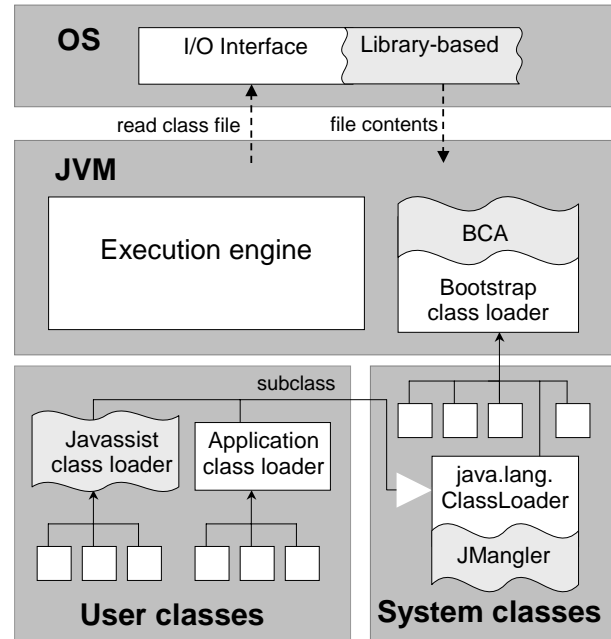 OS
I/O Interface
Library-based
read class file
file contents
JVM
Execution engine
BCA
Bootstrap
class loader
subclass
Javassist
class loader
Application
class loader
java.lang.
ClassLoader
JMangler
User classes
System classes